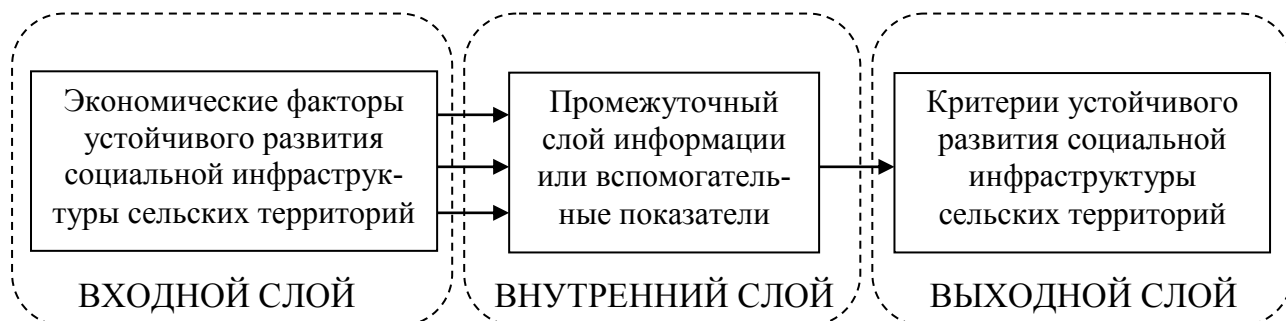 Экономические факторы
устойчивого развития
социальной инфраструк-
туры сельских территорий
ВХОДНОЙ СЛОЙ
Промежуточный
слой информации
или вспомогатель-
ные показатели
ВНУТРЕННИЙ СЛОЙ
Критерии устойчивого
развития социальной
инфраструктуры
сельских территорий
ВЫХОДНОЙ СЛОЙ